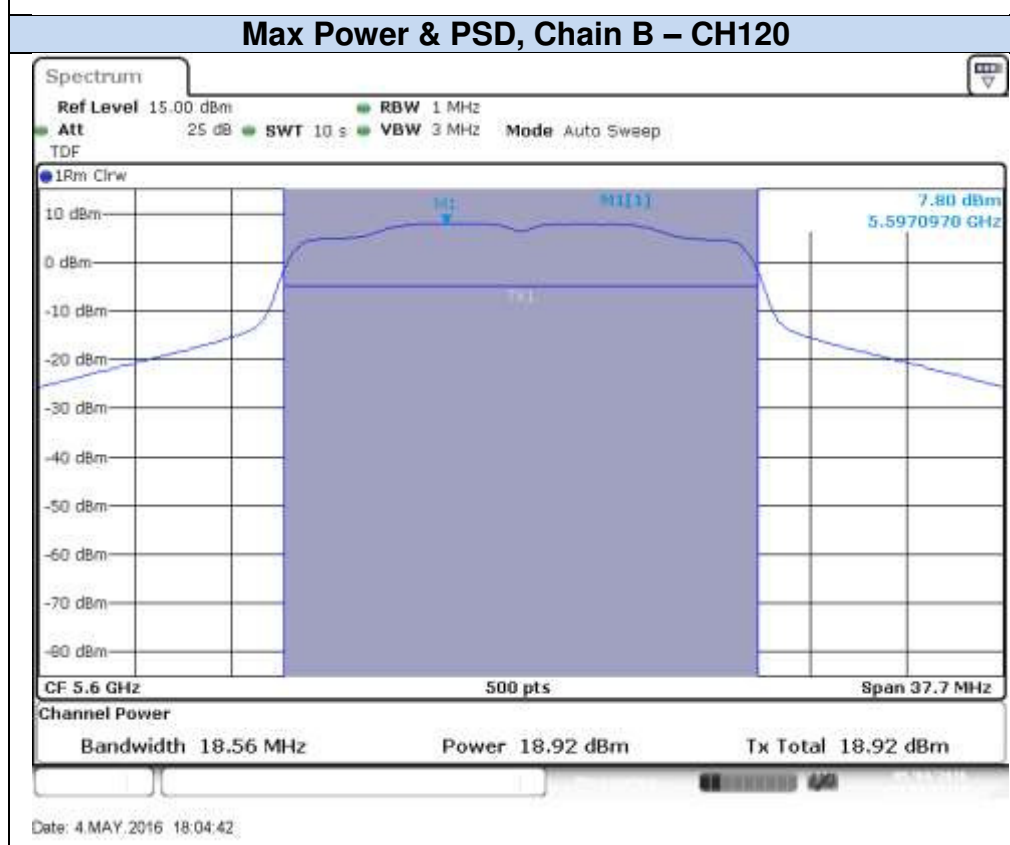 Max Power & PSD, Chain B – CH120
Spectrum
Ref Level 15.00 dBm RBW 1 MHz
Att 25 dB SWT 10 s VBW 3 MHz Mode Auto Sweep
TDF
1Rm Clrw
M1 M1[1] 7.80 dBm
5.5970970 GHz
10 dBm
0 dBm
-10 dBm
Tx1
-20 dBm
-30 dBm
-40 dBm
-50 dBm
-60 dBm
-70 dBm
-80 dBm
CF 5.6 GHz 500 pts Span 37.7 MHz
Channel Power
Bandwidth 18.56 MHz Power 18.92 dBm Tx Total 18.92 dBm
Date: 4.MAY.2016 18:04:42